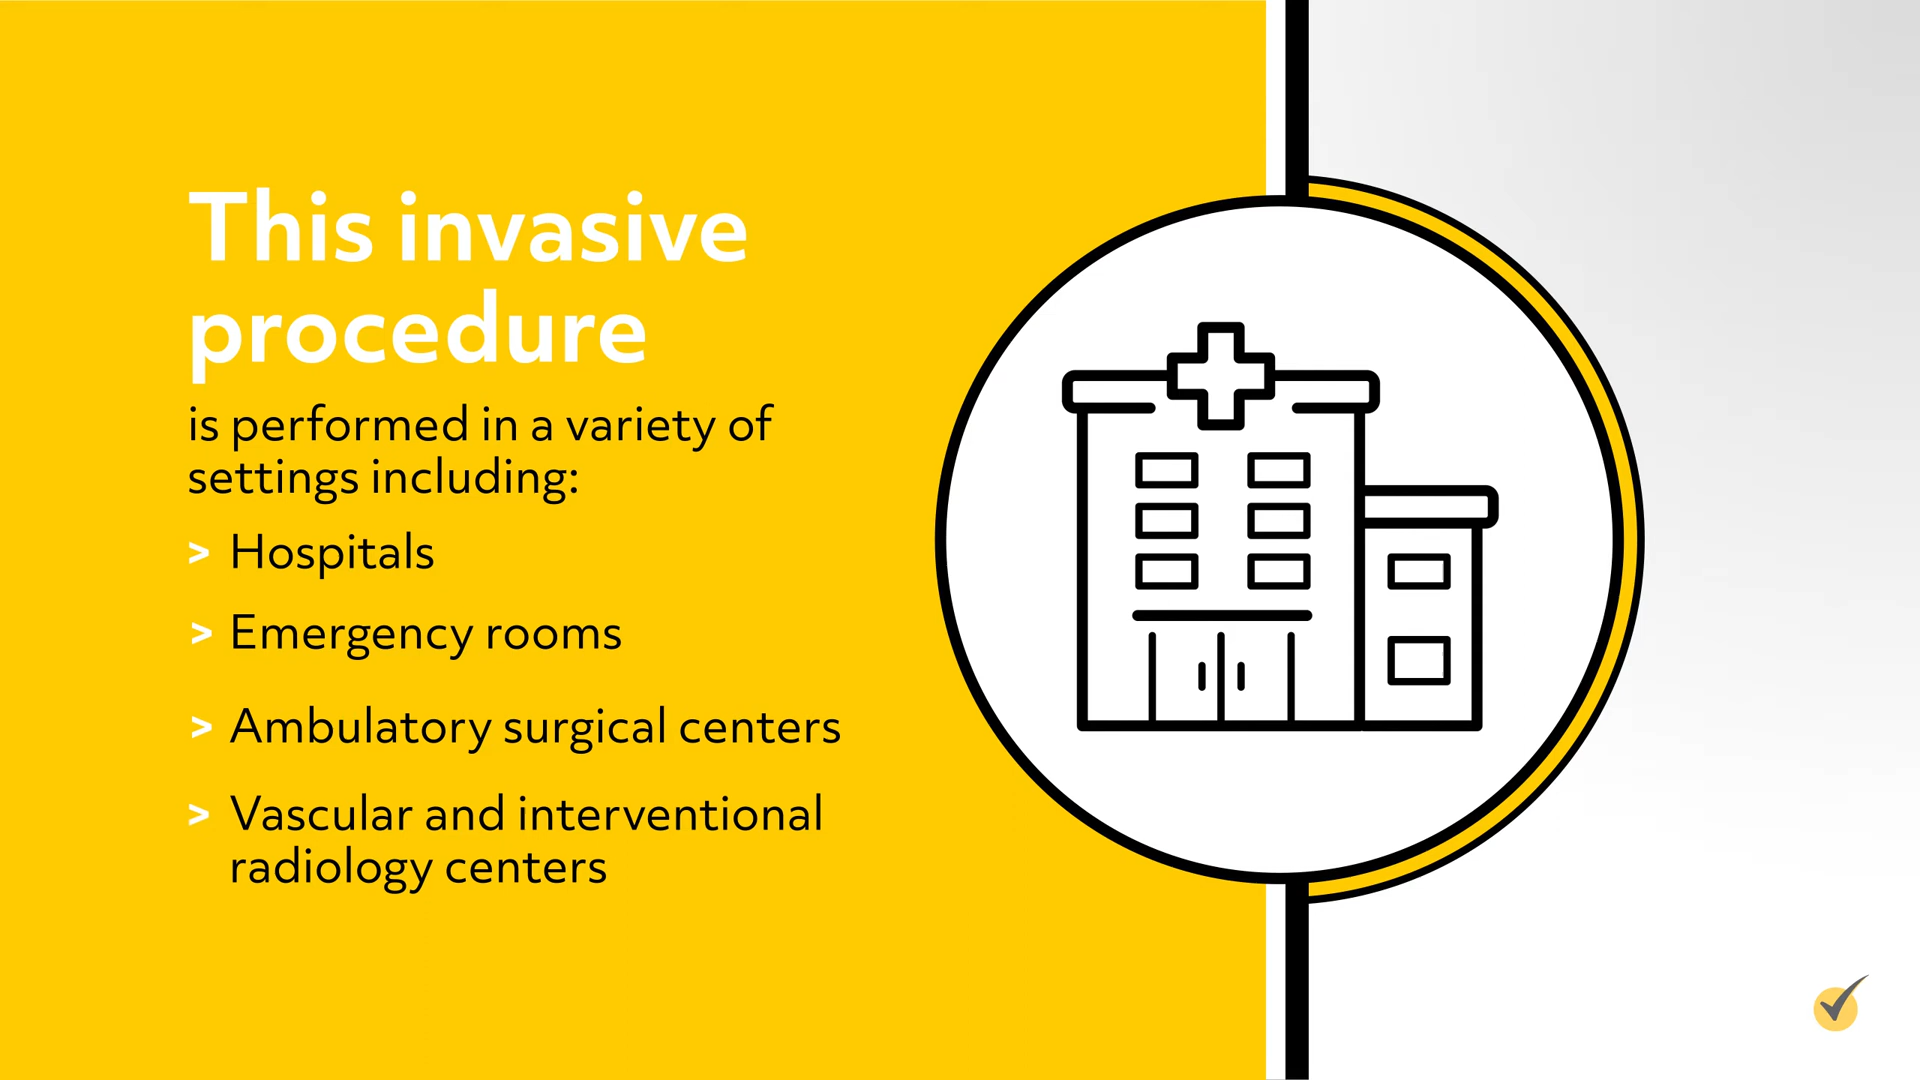 This invasive
procedure
is performed in a variety of
settings including:
> Hospitals
> Emergency rooms
> Ambulatory surgical centers
> Vascular and interventional
radiology centers